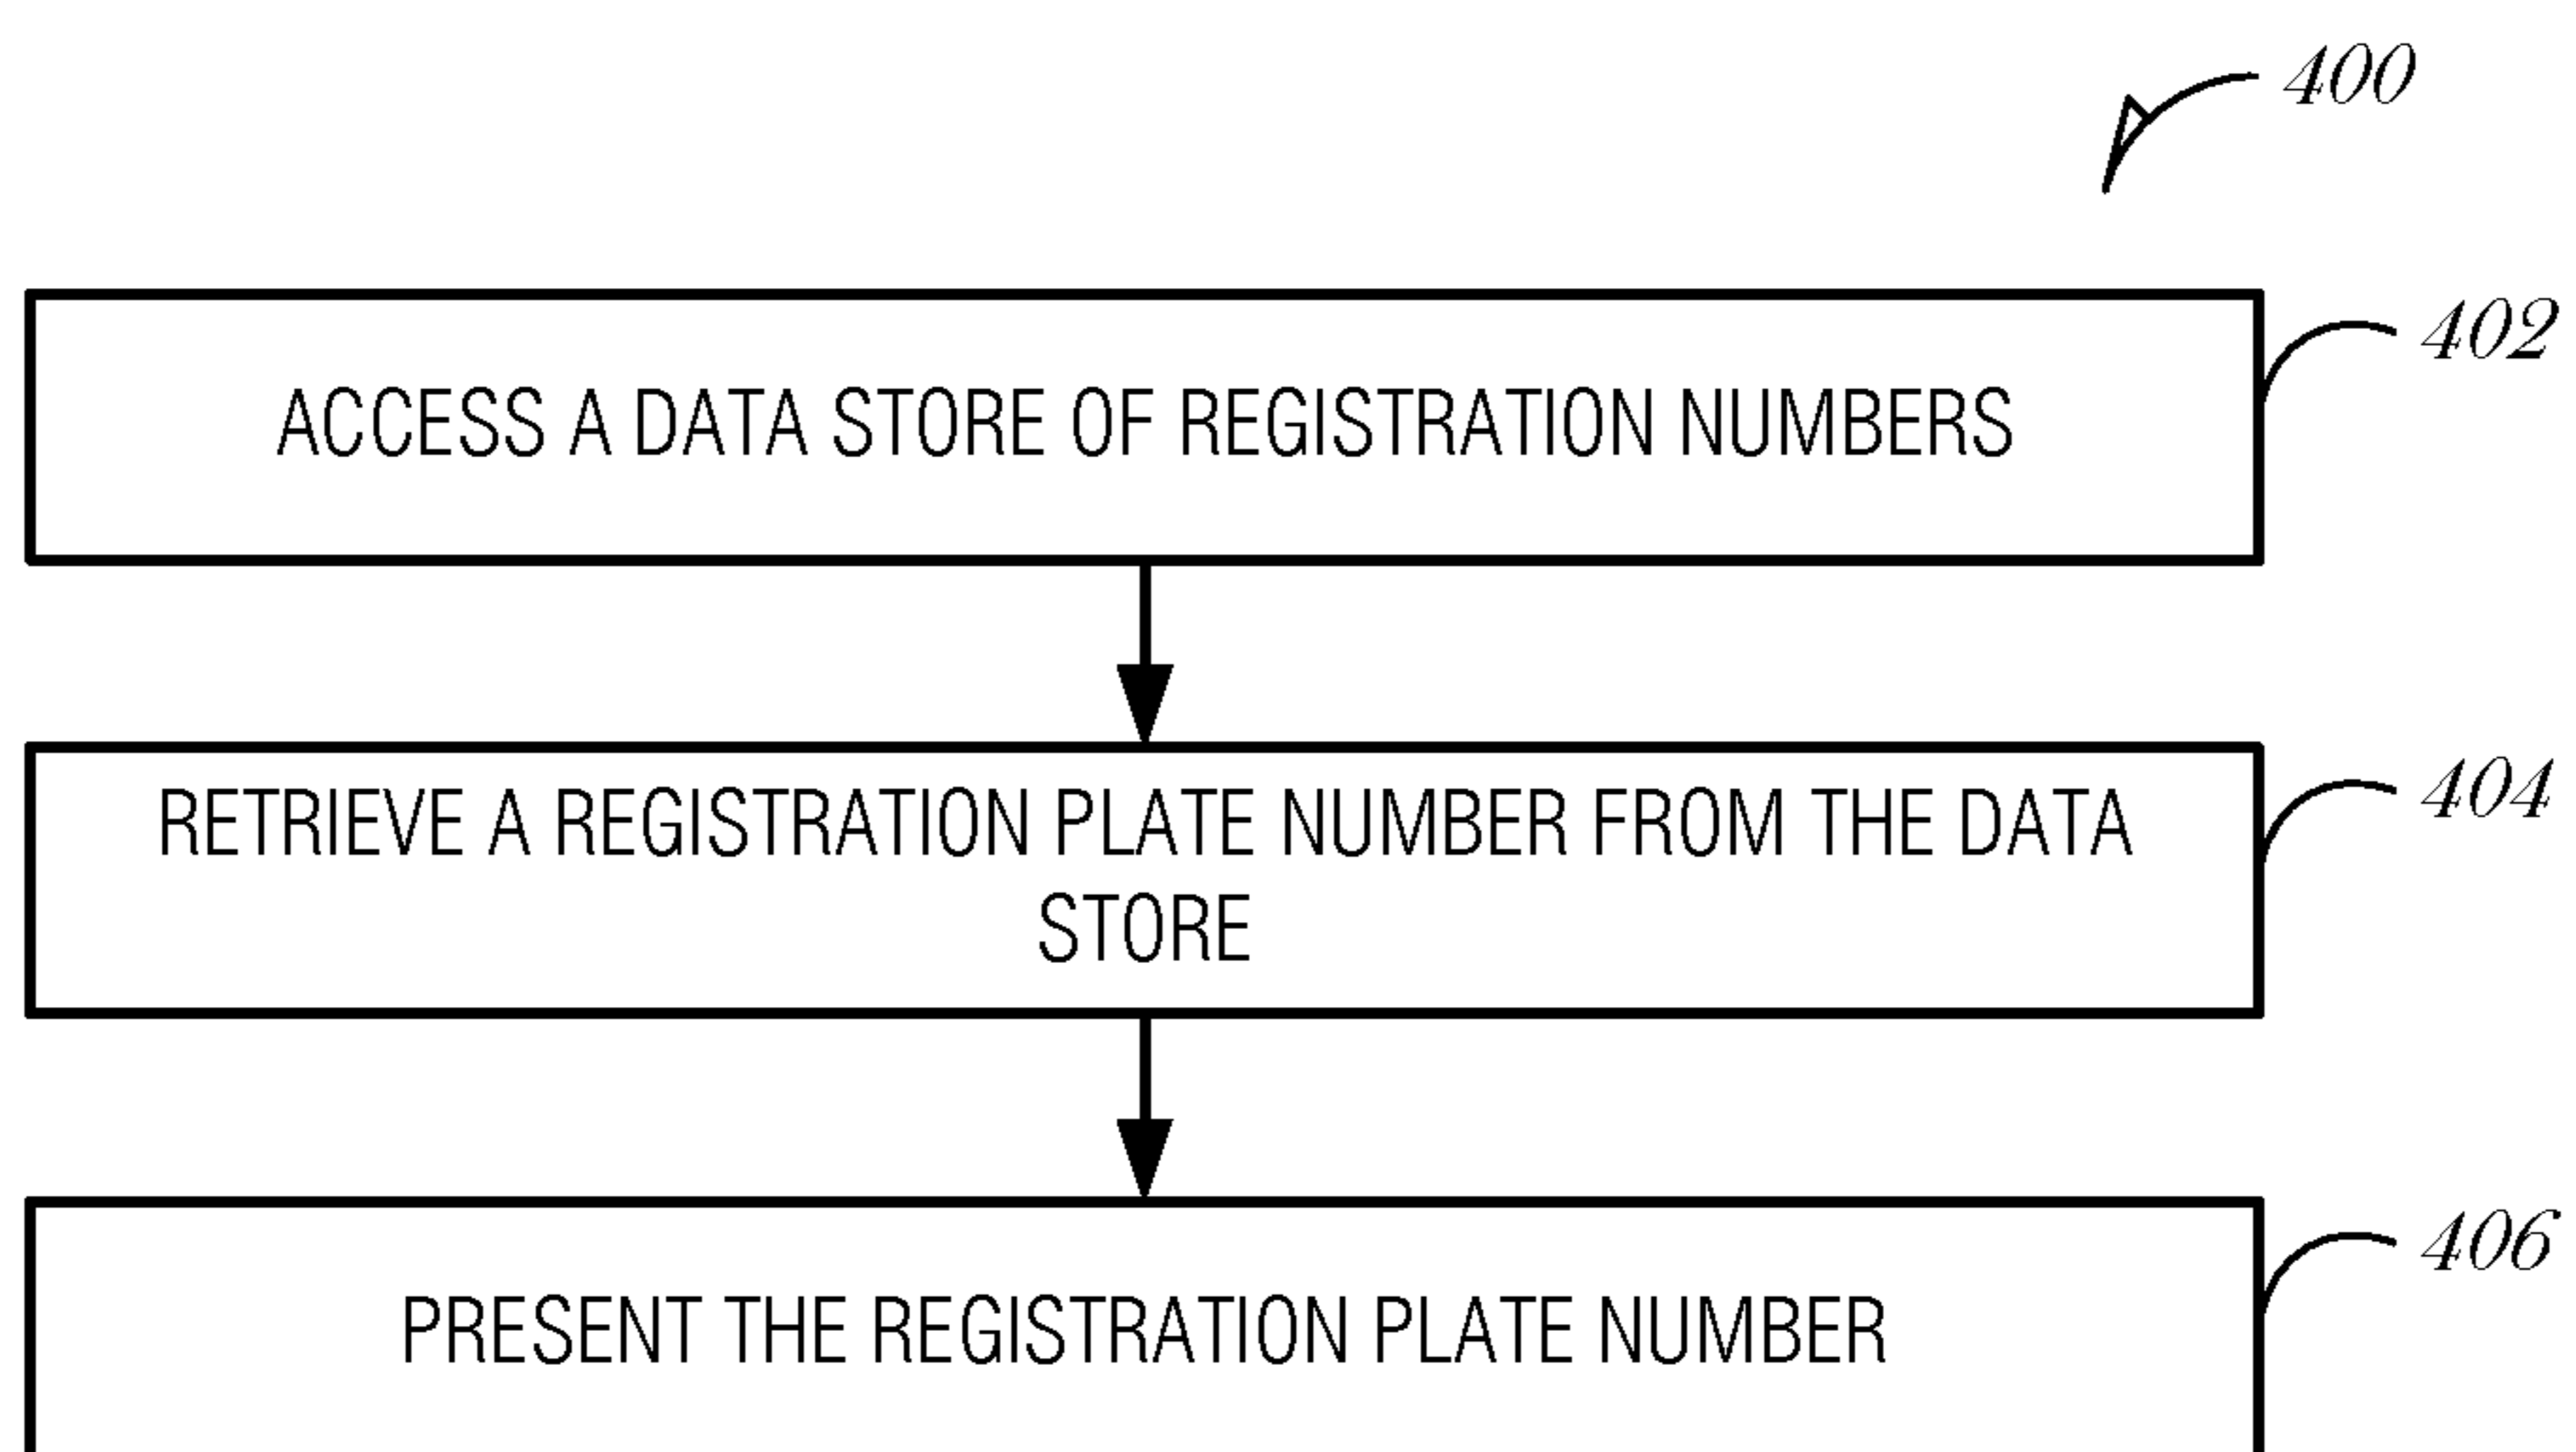 400
402
ACCESS A DATA STORE OF REGISTRATION NUMBERS
404
RETRIEVE A REGISTRATION PLATE NUMBER FROM THE DATA
STORE
406
PRESENT THE REGISTRATION PLATE NUMBER